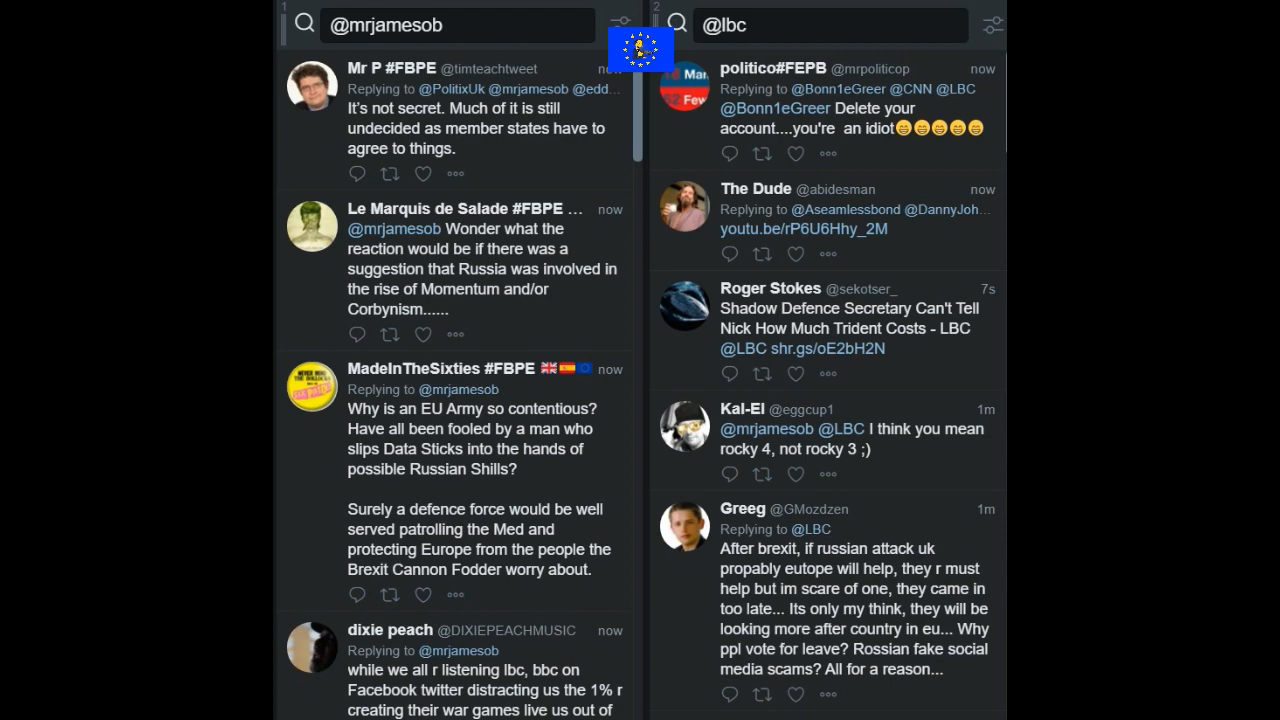 1
@mrjamesob
Mr P #FBPE @timteachtweet now
Replying to @PolitixUk @mrjamesob @edd…
It’s not secret. Much of it is still
undecided as member states have to
agree to things.
Le Marquis de Salade #FBPE … now
@mrjamesob Wonder what the
reaction would be if there was a
suggestion that Russia was involved in
the rise of Momentum and/or
Corbynism......
MadeInTheSixties #FBPE 🇬🇧🇪🇸🇪🇺 now
Replying to @mrjamesob
Why is an EU Army so contentious?
Have all been fooled by a man who
slips Data Sticks into the hands of
possible Russian Shills?
Surely a defence force would be well
served patrolling the Med and
protecting Europe from the people the
Brexit Cannon Fodder worry about.
dixie peach @DIXIEPEACHMUSIC now
Replying to @mrjamesob
while we all r listening lbc, bbc on
Facebook twitter distracting us the 1% r
creating their war games live us out of
2
@lbc
politico#FEPB @mrpoliticop now
Replying to @Bonn1eGreer @CNN @LBC
@Bonn1eGreer Delete your
account....you're an idiot😁😁😁😁😁
The Dude @abidesman now
Replying to @Aseamlessbond @DannyJoh…
youtu.be/rP6U6Hhy_2M
Roger Stokes @sekotser_ 7s
Shadow Defence Secretary Can't Tell
Nick How Much Trident Costs - LBC
@LBC shr.gs/oE2bH2N
Kal-El @eggcup1 1m
@mrjamesob @LBC I think you mean
rocky 4, not rocky 3 ;)
Greeg @GMozdzen 1m
Replying to @LBC
After brexit, if russian attack uk
propably eutope will help, they r must
help but im scare of one, they came in
too late... Its only my think, they will be
looking more after country in eu... Why
ppl vote for leave? Rossian fake social
media scams? All for a reason...